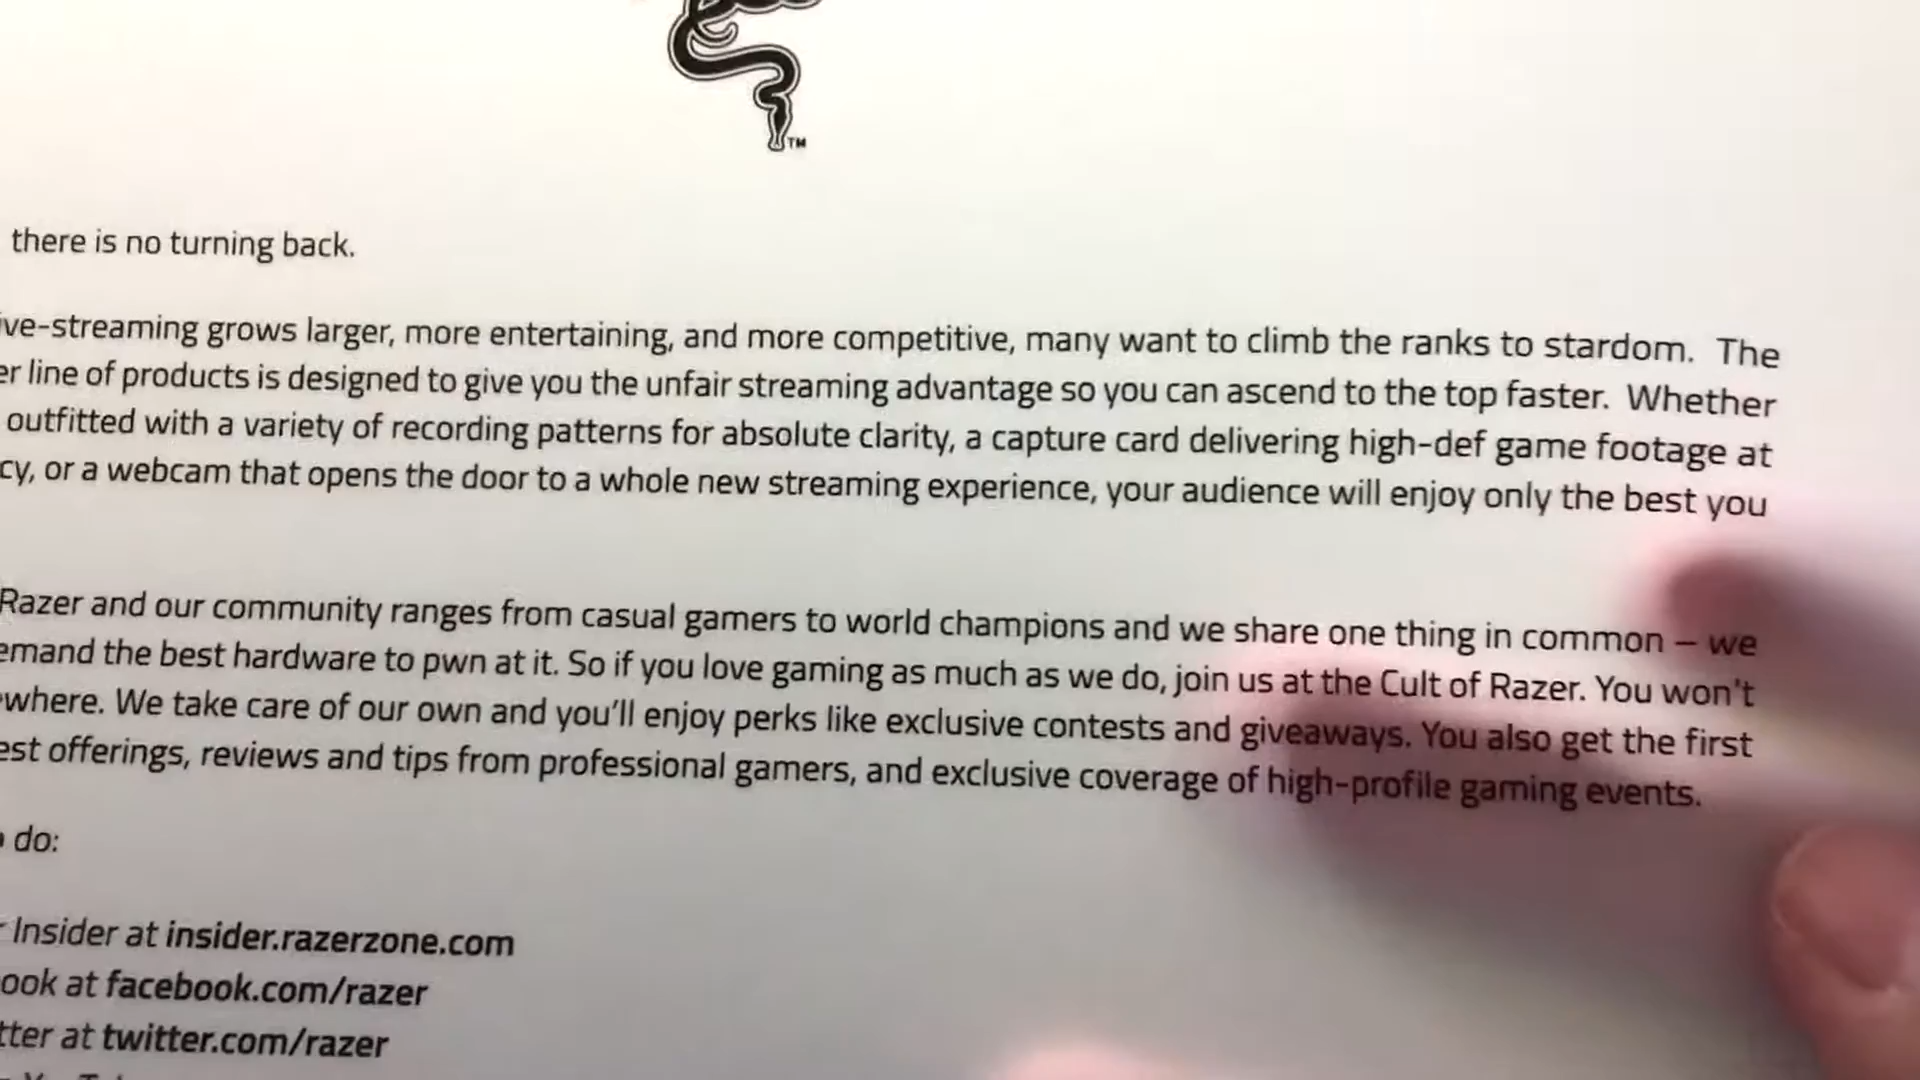 TM
there is no turning back.
ve-streaming grows larger, more entertaining, and more competitive, many want to climb the ranks to stardom. The
er line of products is designed to give you the unfair streaming advantage so you can ascend to the top faster. Whether
outfitted with a variety of recording patterns for absolute clarity, a capture card delivering high-def game footage at
cy, or a webcam that opens the door to a whole new streaming experience, your audience will enjoy only the best you
Razer and our community ranges from casual gamers to world champions and we share one thing in common – we
emand the best hardware to pwn at it. So if you love gaming as much as we do, join us at the Cult of Razer. You won't
where. We take care of our own and you'll enjoy perks like exclusive contests and giveaways. You also get the first
est offerings, reviews and tips from professional gamers, and exclusive coverage of high-profile gaming events.
do:
Insider at insider.razerzone.com
ook at facebook.com/razer
tter at twitter.com/razer